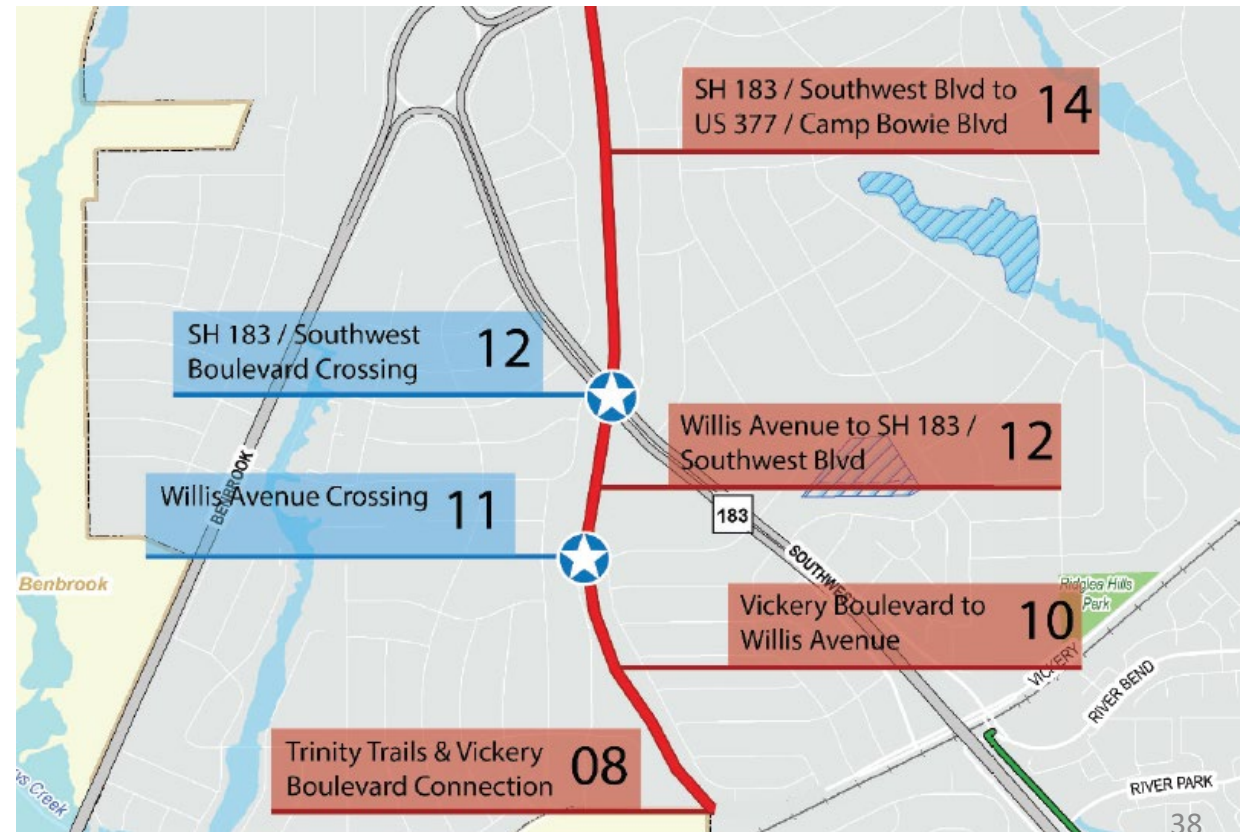 SH 183 / Southwest Blvd to
US 377 / Camp Bowie Blvd
14
SH 183 / Southwest
Boulevard Crossing
12
Willis Avenue to SH 183 /
Southwest Blvd
12
BENBROOK
Willis Avenue Crossing
11
183
Benbrook
Ridglea Hills
Park
Vickery Boulevard to
Willis Avenue
10
VICKERY
RIVER BEND
Trinity Trails & Vickery
Boulevard Connection
08
Creek
RIVER PARK
38